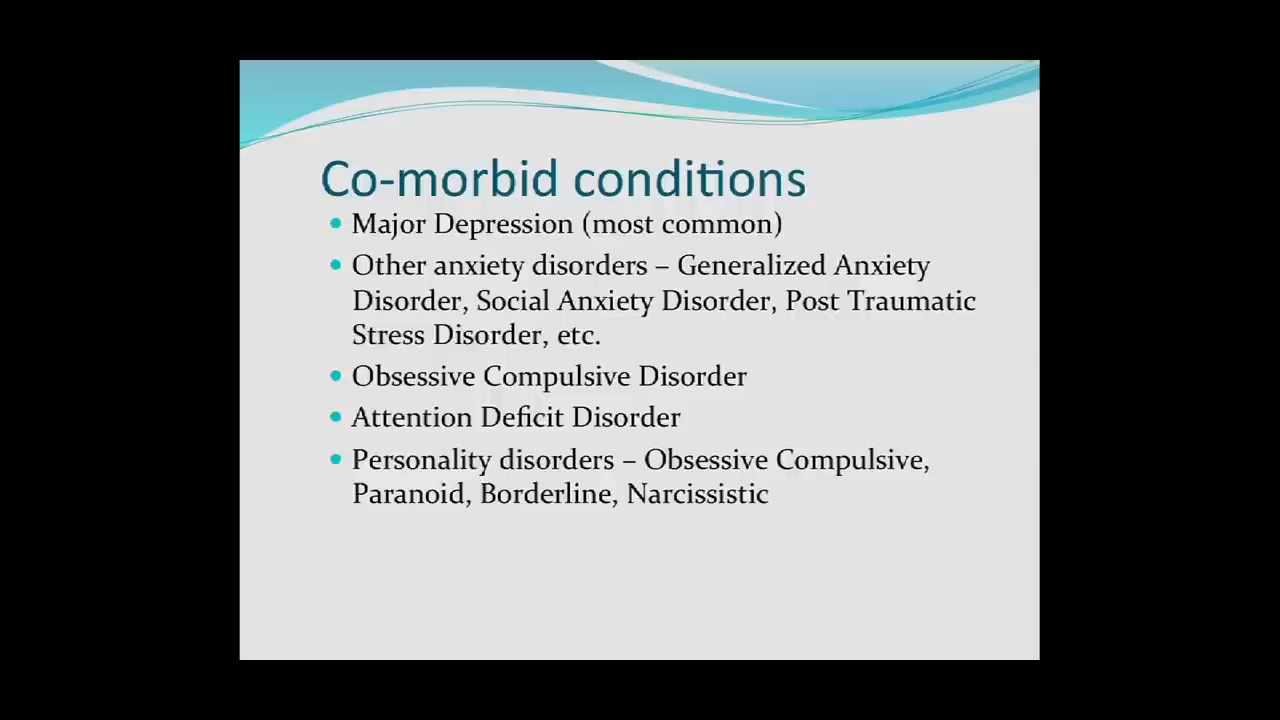 Co-morbid conditions
• Major Depression (most common)
• Other anxiety disorders – Generalized Anxiety
Disorder, Social Anxiety Disorder, Post Traumatic
Stress Disorder, etc.
• Obsessive Compulsive Disorder
• Attention Deficit Disorder
• Personality disorders – Obsessive Compulsive,
Paranoid, Borderline, Narcissistic